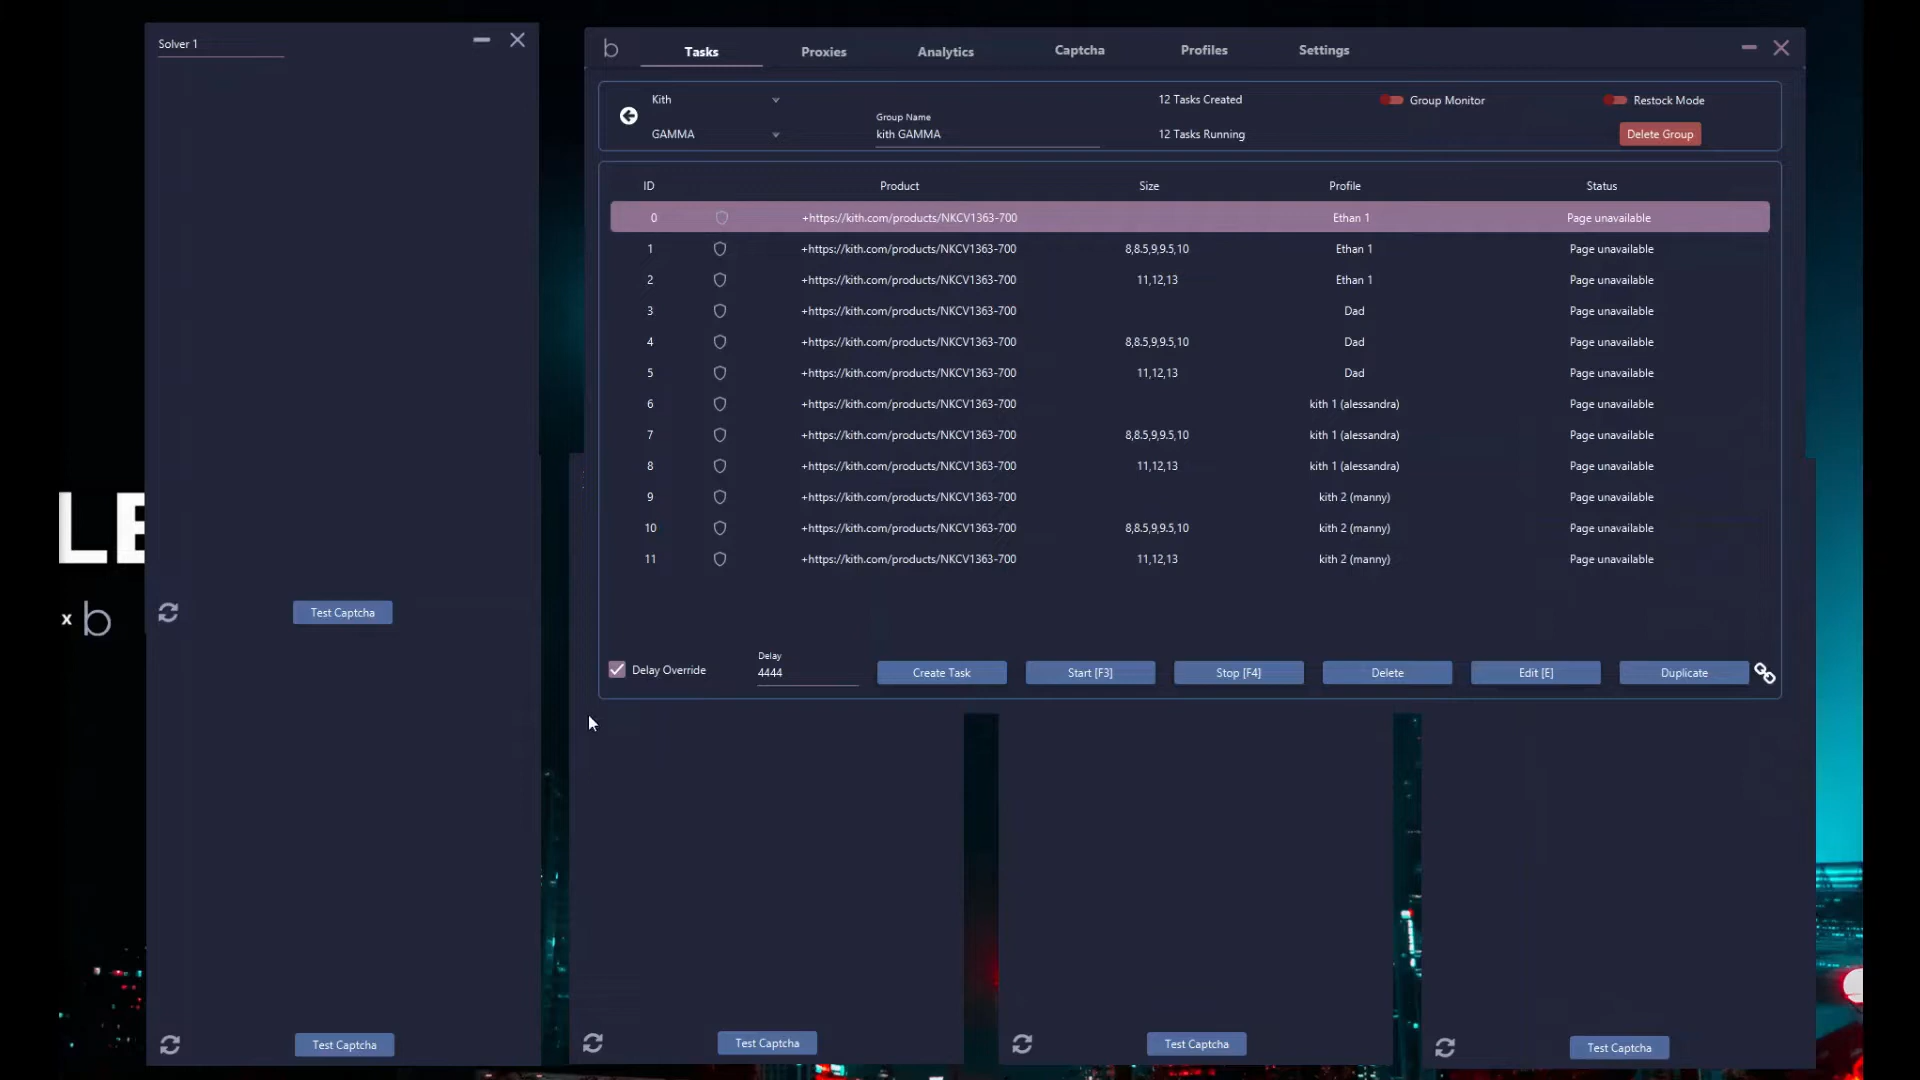 Solver 1
b
Tasks Proxies Analytics Captcha Profiles Settings
Kith 12 Tasks Created Group Monitor Restock Mode
Group Name
GAMMA kith GAMMA 12 Tasks Running Delete Group
ID Product Size Profile Status
0 +https://kith.com/products/NKCV1363-700 Ethan 1 Page unavailable
1 +https://kith.com/products/NKCV1363-700 8,8.5,9,9.5,10 Ethan 1 Page unavailable
2 +https://kith.com/products/NKCV1363-700 11,12,13 Ethan 1 Page unavailable
3 +https://kith.com/products/NKCV1363-700 Dad Page unavailable
4 +https://kith.com/products/NKCV1363-700 8,8.5,9,9.5,10 Dad Page unavailable
5 +https://kith.com/products/NKCV1363-700 11,12,13 Dad Page unavailable
6 +https://kith.com/products/NKCV1363-700 kith 1 (alessandra) Page unavailable
7 +https://kith.com/products/NKCV1363-700 8,8.5,9,9.5,10 kith 1 (alessandra) Page unavailable
8 +https://kith.com/products/NKCV1363-700 11,12,13 kith 1 (alessandra) Page unavailable
9 +https://kith.com/products/NKCV1363-700 kith 2 (manny) Page unavailable
10 +https://kith.com/products/NKCV1363-700 8,8.5,9,9.5,10 kith 2 (manny) Page unavailable
11 +https://kith.com/products/NKCV1363-700 11,12,13 kith 2 (manny) Page unavailable
LE
x b
Test Captcha
Delay Override
Delay
4444
Create Task Start [F3] Stop [F4] Delete Edit [E] Duplicate
Test Captcha Test Captcha Test Captcha Test Captcha